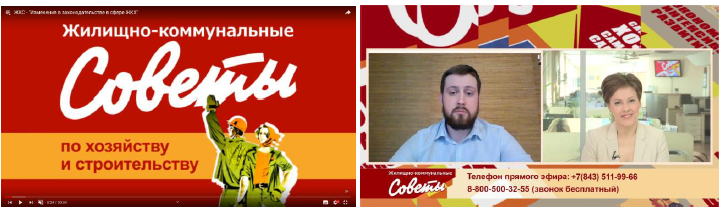 ЖКС - "Изменения в законодательстве в сфере ЖКХ"
Жилищно-коммунальные
Советы
по хозяйству
и строительству
Жилищно-коммунальные
Советы
Телефон прямого эфира: +7(843) 511-99-66
8-800-500-32-55 (звонок бесплатный)